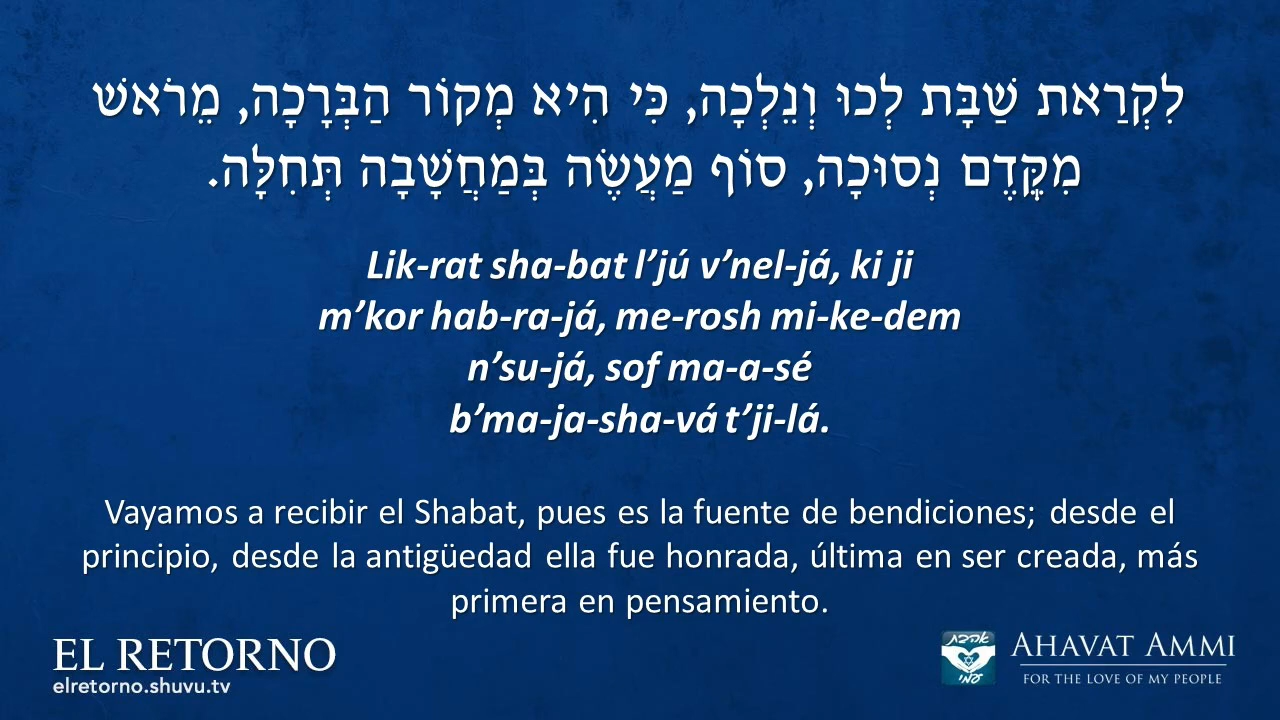 לִקְרַאת שַׁבָּת לְכוּ וְנֵלְכָה, כִּי הִיא מְקוֹר הַבְּרָכָה, מֵרֹאשׁ
מִקֶּדֶם נְסוּכָה, סוֹף מַעֲשֶׂה בְּמַחֲשָׁבָה תְּחִלָּה.
Lik-rat sha-bat l’jú v’nel-já, ki ji
m’kor hab-ra-já, me-rosh mi-ke-dem
n’su-já, sof ma-a-sé
b’ma-ja-sha-vá t’ji-lá.
Vayamos a recibir el Shabat, pues es la fuente de bendiciones; desde el
principio, desde la antigüedad ella fue honrada, última en ser creada, más
primera en pensamiento.
EL RETORNO
elretorno.shuvu.tv
אהבת
עמי
AHAVAT AMMI
FOR THE LOVE OF MY PEOPLE